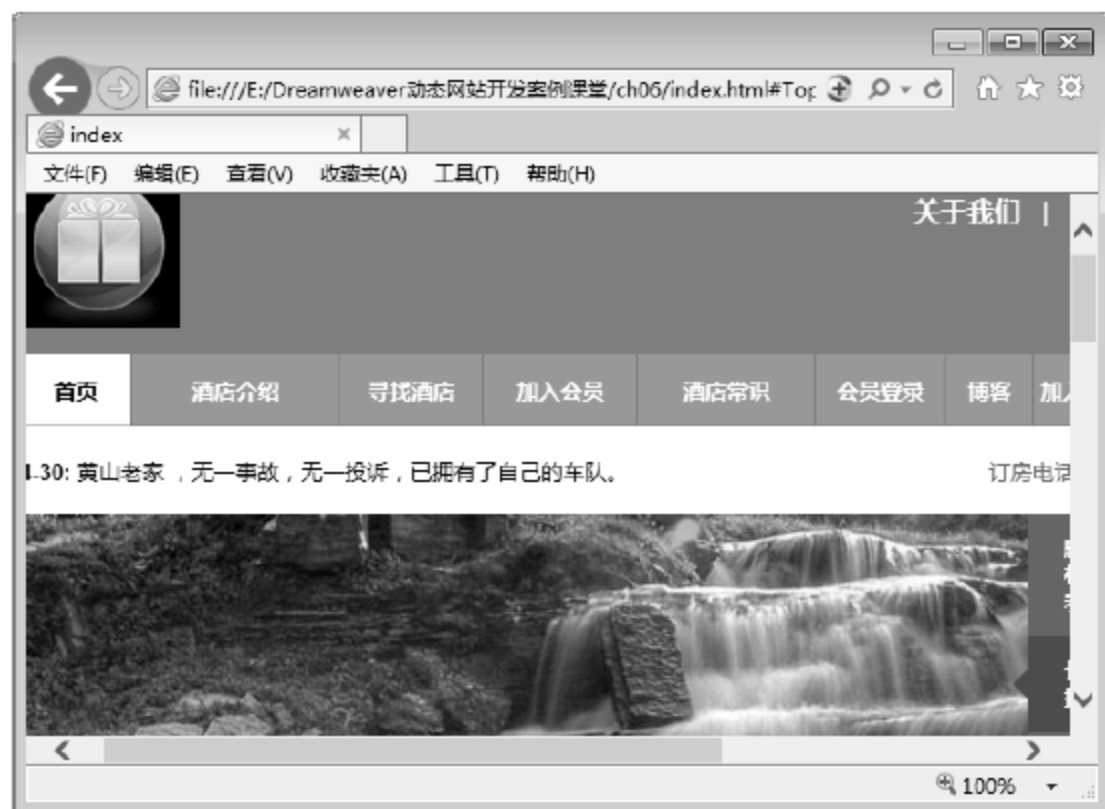 file:///E:/Dreamweaver动态网站开发案例课堂/ch06/index.html#Top
index
文件(F) 编辑(E) 查看(V) 收藏夹(A) 工具(T) 帮助(H)
关于我们 |
首页 酒店介绍 寻找酒店 加入会员 酒店常识 会员登录 博客 加入
4.30: 黄山老家 ，无一事故，无一投诉，已拥有了自己的车队。 订房电话
100%